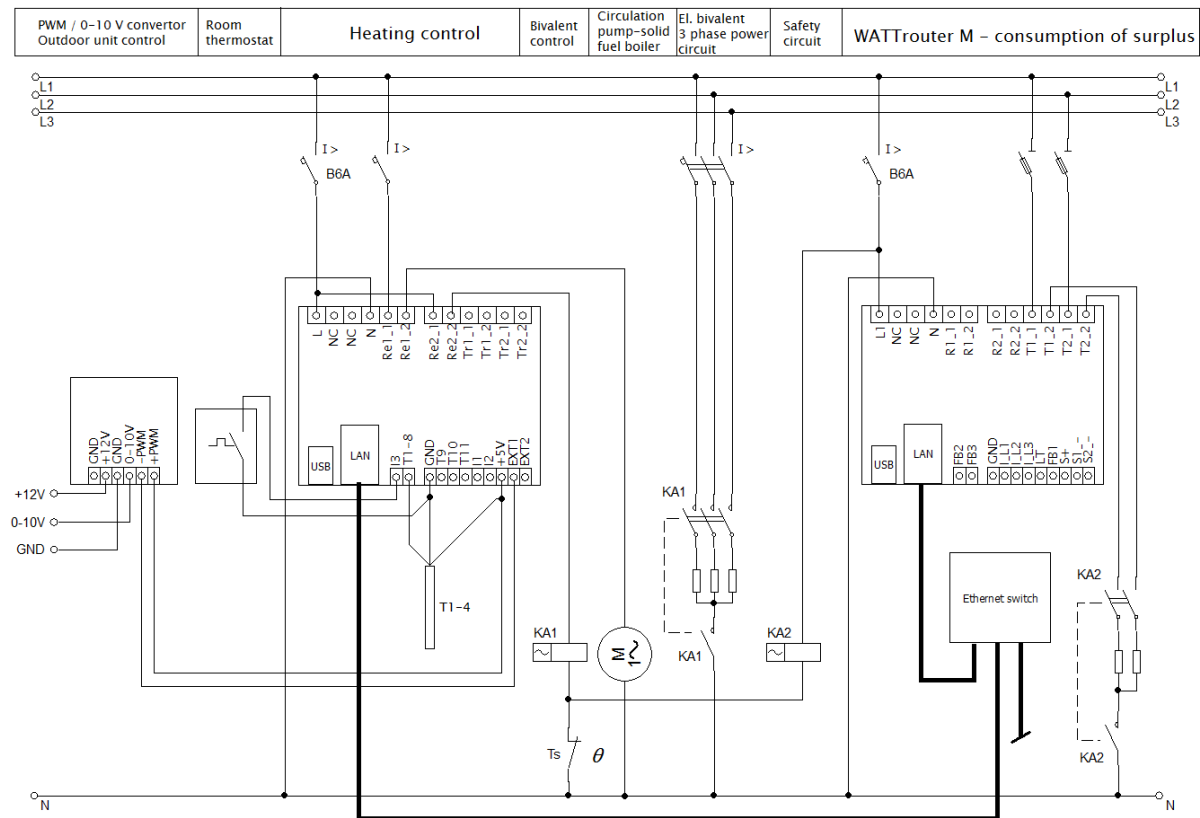 PWM / 0-10 V convertor
Outdoor unit control
Room
thermostat
Heating control
Bivalent
control
Circulation
pump-solid
fuel boiler
El. bivalent
3 phase power
circuit
Safety
circuit
WATTrouter M - consumption of surplus
L1
L2
L3
L1
L2
L3
I >
B6A
I >
I >
B6A
L
NC
NC
N
Re1_1
Re1_2
Re2_1
Re2_2
Tr1_1
Tr1_2
Tr2_1
Tr2_2
L1
NC
NC
N
R1_1
R1_2
R2_1
R2_2
T1_1
T1_2
T2_1
T2_2
GND
+12V
GND
0-10V
-PWM
+PWM
USB
LAN
I3
T1-8
GND
T9
T10
T11
I1
I2
+5V
EXT1
EXT2
USB
LAN
FB2
FB3
GND
I_L1
I_L2
I_L3
LT
FB1
S+
S1_-
S2_-
+12V
0-10V
GND
KA1
T1-4
Ethernet switch
KA2
KA1
M
1
KA1
KA2
Ts
θ
KA2
N
N